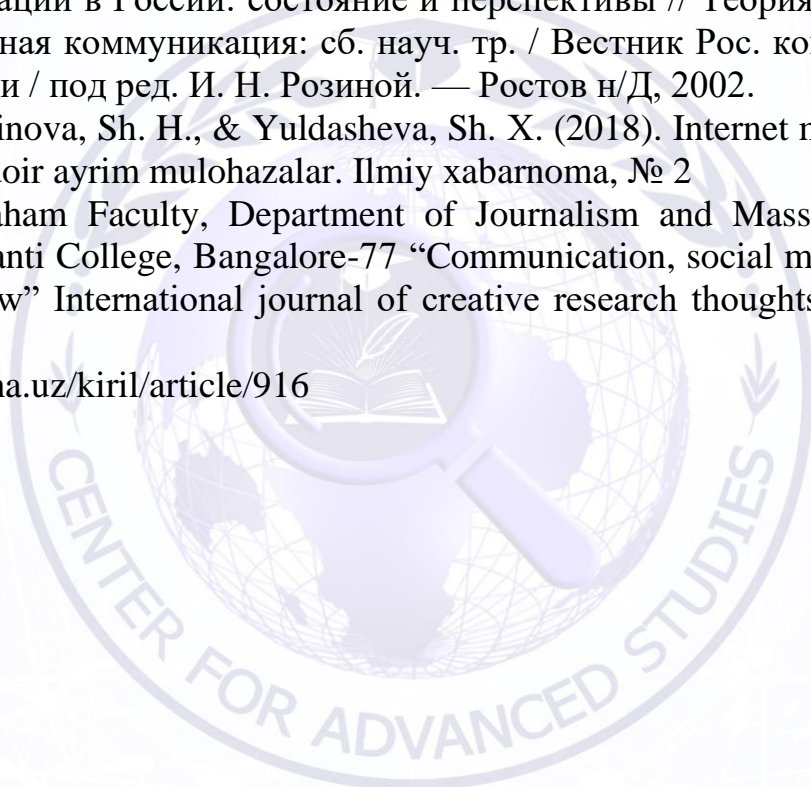 ации в России: состояние и перспективы // Теория
ная коммуникация: сб. науч. тр. / Вестник Рос. ко
и / под ред. И. Н. Розиной. — Ростов н/Д, 2002.
inova, Sh. H., & Yuldasheva, Sh. X. (2018). Internet
oir ayrim mulohazalar. Ilmiy xabarnoma, № 2
ham Faculty, Department of Journalism and Mass
anti College, Bangalore-77 “Communication, social m
w” International journal of creative research thoughts
na.uz/kiril/article/916
CENTER FOR ADVANCED STUDIES